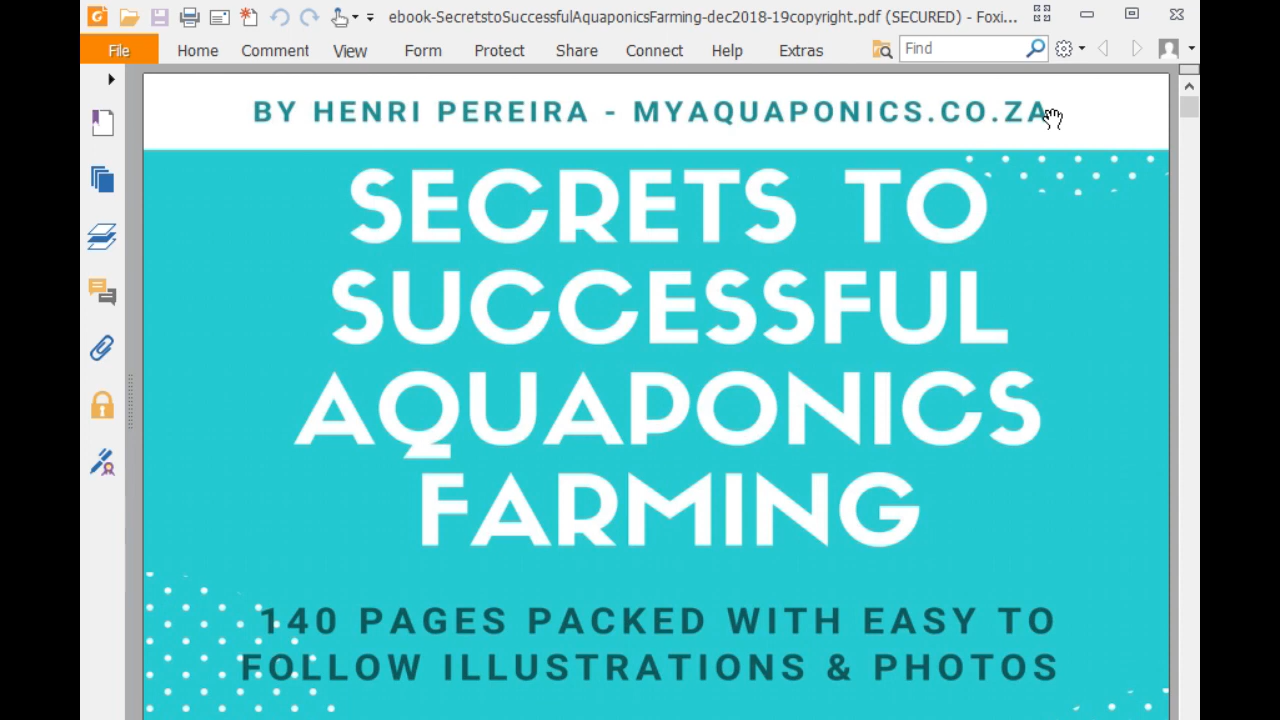 ebook-SecretstoSuccessfulAquaponicsFarming-dec2018-19copyright.pdf (SECURED) - Foxi...
File Home Comment View Form Protect Share Connect Help Extras Find
BY HENRI PEREIRA - MYAQUAPONICS.CO.ZA
SECRETS TO
SUCCESSFUL
AQUAPONICS
FARMING
140 PAGES PACKED WITH EASY TO
FOLLOW ILLUSTRATIONS & PHOTOS